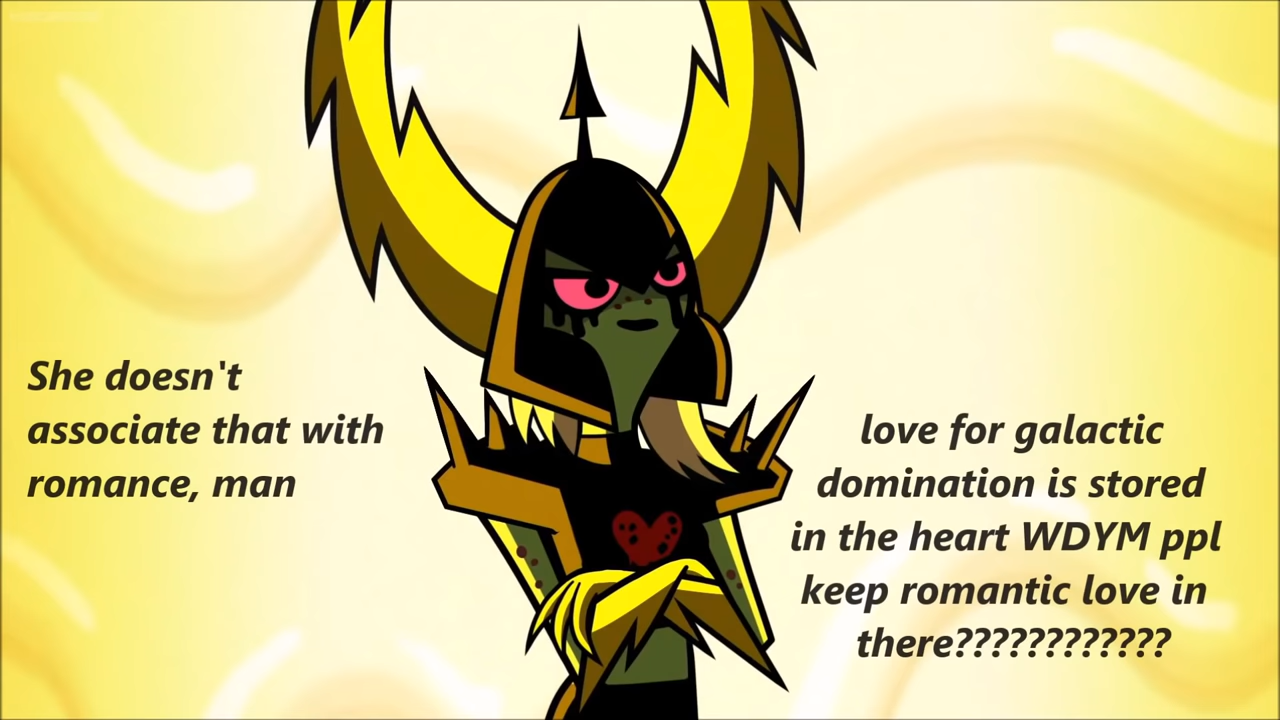 She doesn't
associate that with
romance, man
love for galactic
domination is stored
in the heart WDYM ppl
keep romantic love in
there????????????